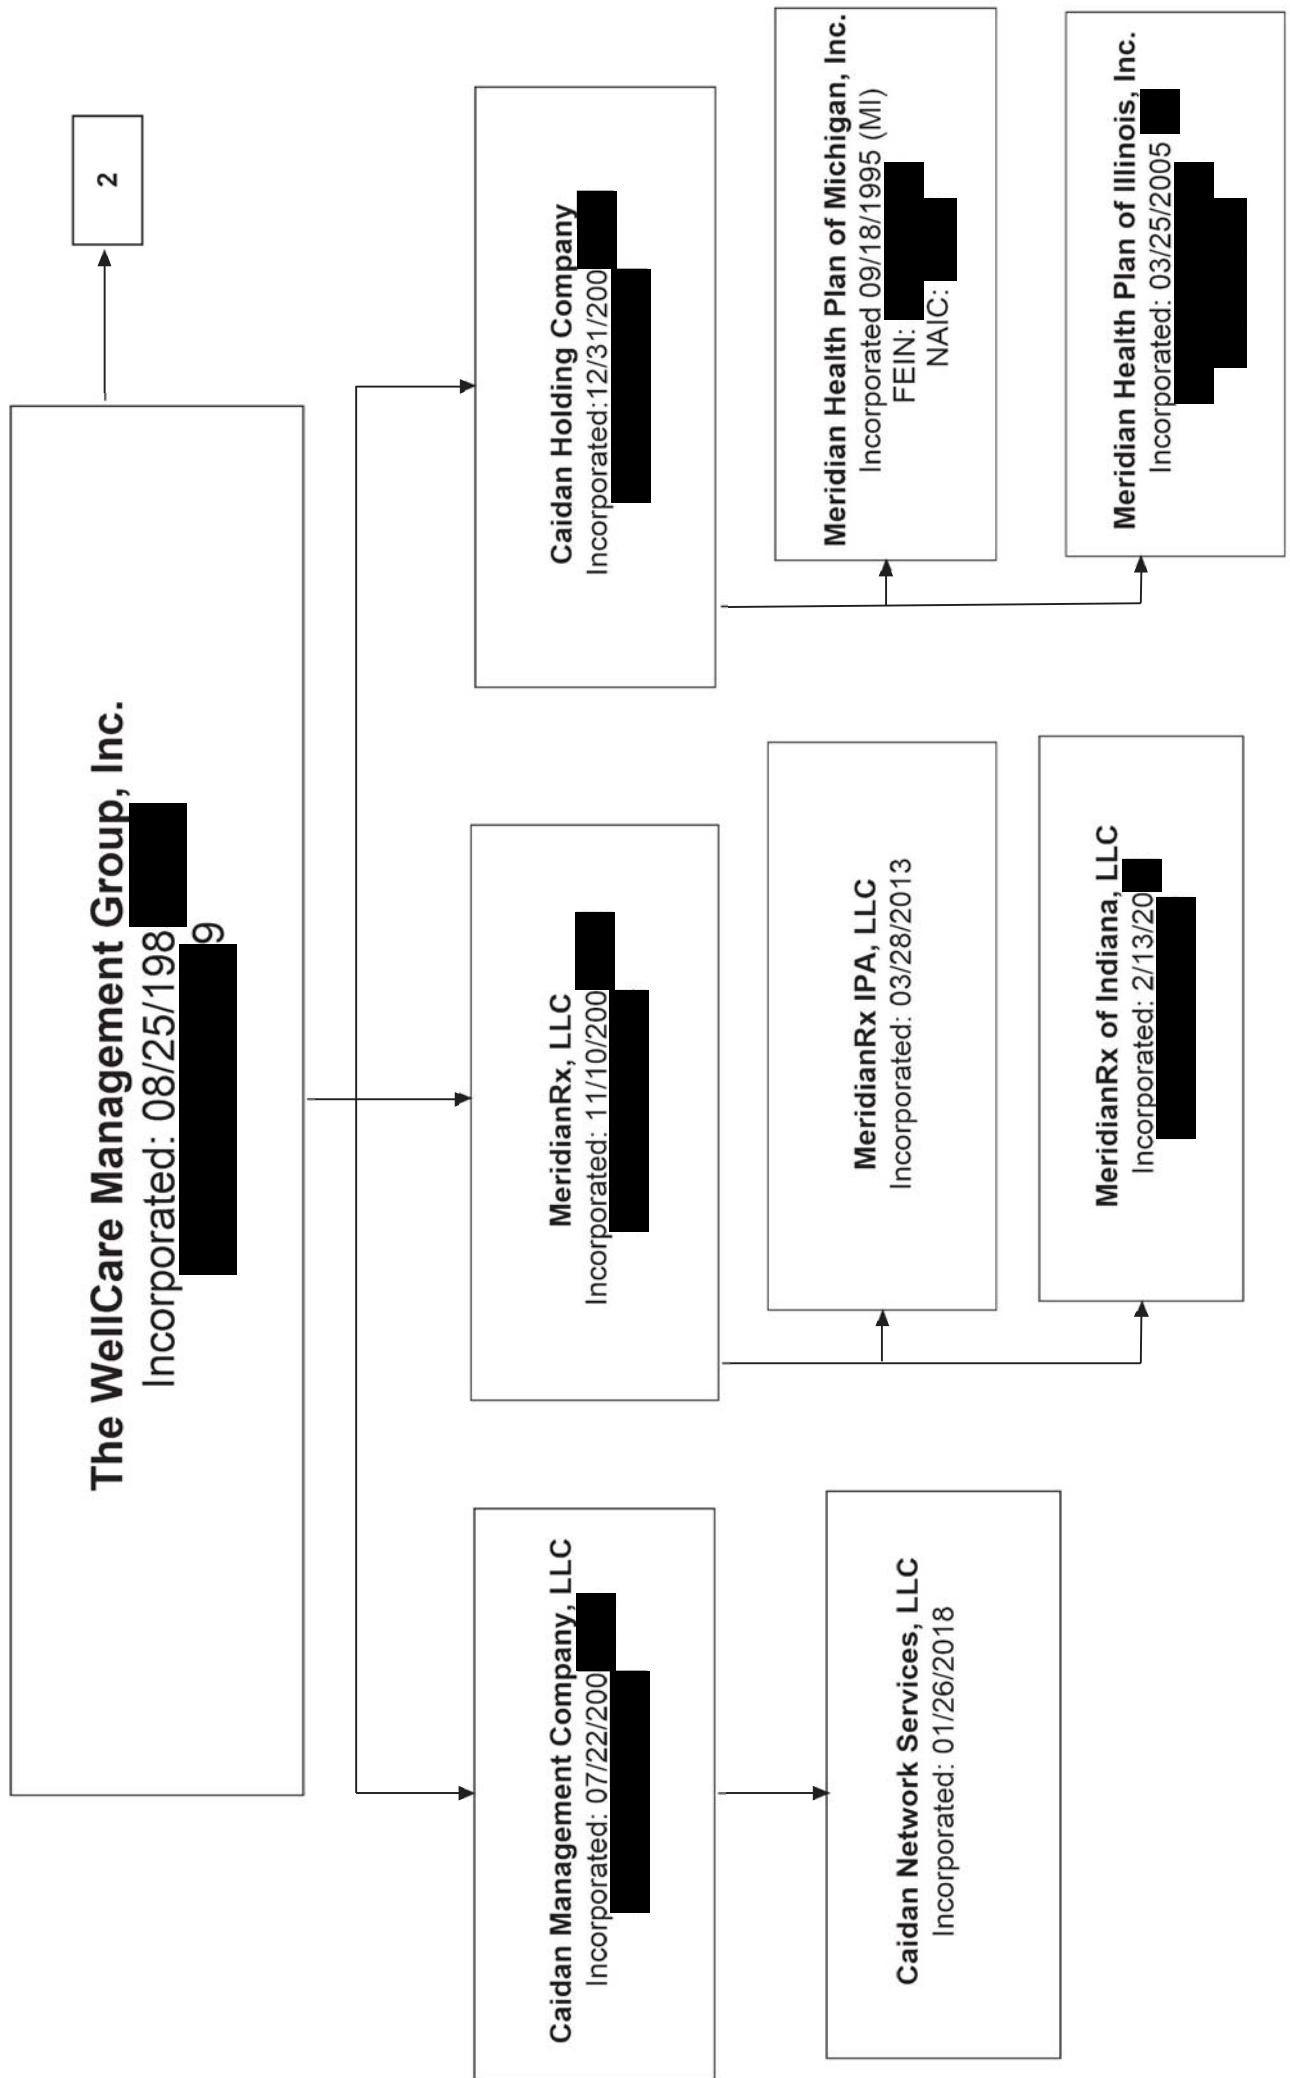 2
The WellCare Management Group, Inc.
Incorporated: 08/25/198
9
Caidan Management Company, LLC
Incorporated: 07/22/200
MeridianRx, LLC
Incorporated: 11/10/200
Caidan Holding Company
Incorporated:12/31/200
Caidan Network Services, LLC
Incorporated: 01/26/2018
MeridianRx IPA, LLC
Incorporated: 03/28/2013
Meridian Health Plan of Michigan, Inc.
Incorporated 09/18/1995 (MI)
FEIN:
NAIC:
MeridianRx of Indiana, LLC
Incorporated: 2/13/20
Meridian Health Plan of Illinois, Inc.
Incorporated: 03/25/2005